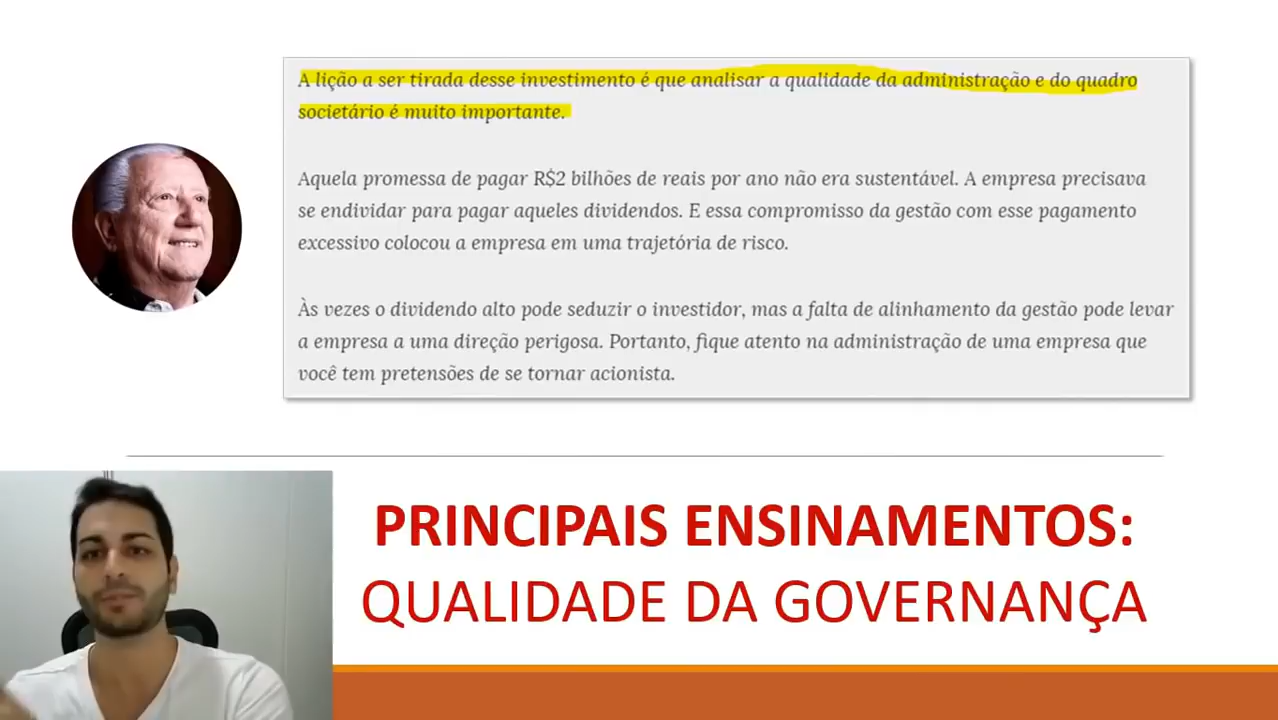 A lição a ser tirada desse investimento é que analisar a qualidade da administração e do quadro
societário é muito importante.
Aquela promessa de pagar R$2 bilhões de reais por ano não era sustentável. A empresa precisava
se endividar para pagar aqueles dividendos. E essa compromisso da gestão com esse pagamento
excessivo colocou a empresa em uma trajetória de risco.
Às vezes o dividendo alto pode seduzir o investidor, mas a falta de alinhamento da gestão pode levar
a empresa a uma direção perigosa. Portanto, fique atento na administração de uma empresa que
você tem pretensões de se tornar acionista.
PRINCIPAIS ENSINAMENTOS:
QUALIDADE DA GOVERNANÇA